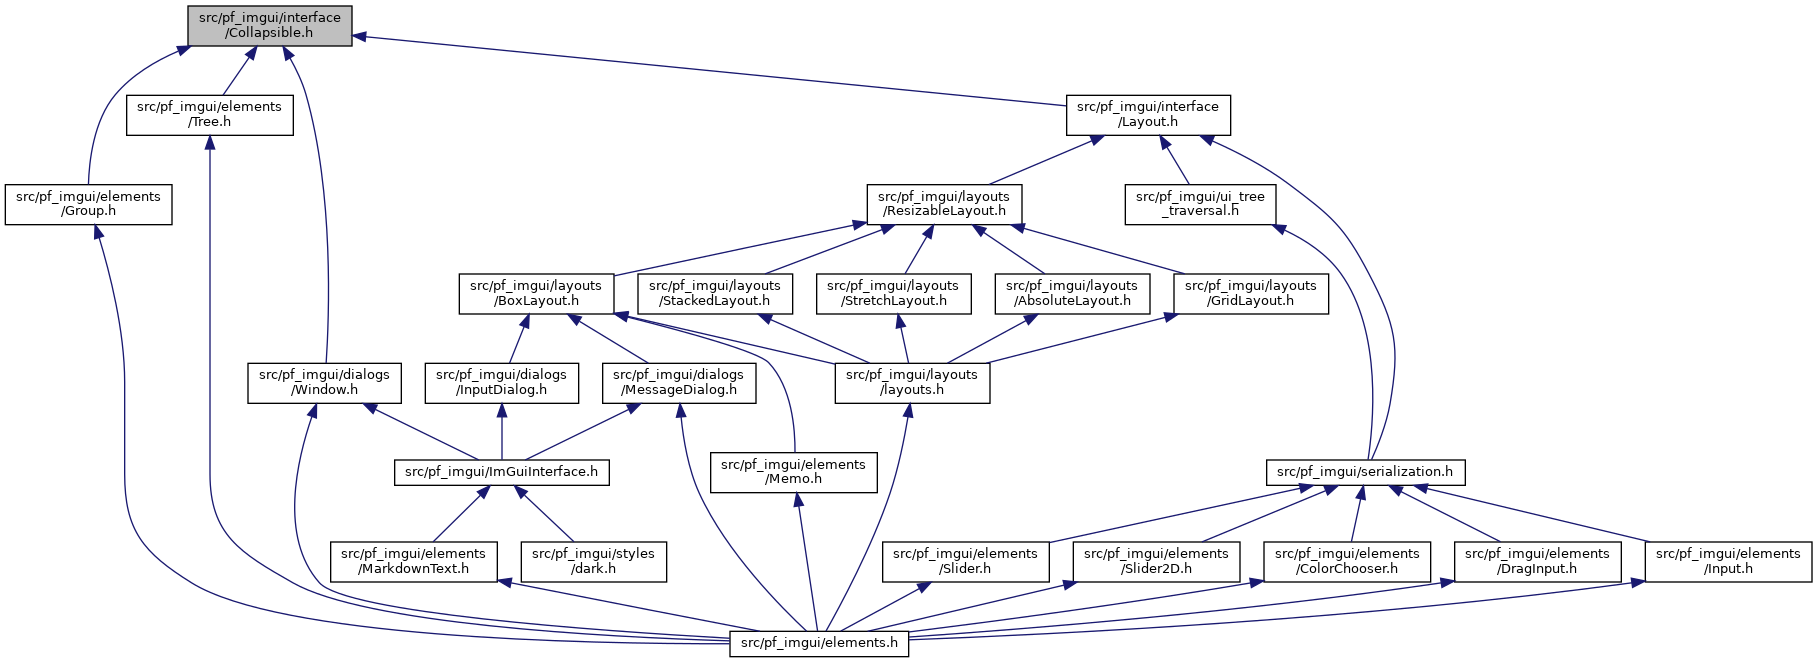 src/pf_imgui/interface
/Collapsible.h
src/pf_imgui/elements
/Tree.h
src/pf_imgui/interface
/Layout.h
src/pf_imgui/elements
/Group.h
src/pf_imgui/layouts
/ResizableLayout.h
src/pf_imgui/ui_tree
_traversal.h
src/pf_imgui/layouts
/BoxLayout.h
src/pf_imgui/layouts
/StackedLayout.h
src/pf_imgui/layouts
/StretchLayout.h
src/pf_imgui/layouts
/AbsoluteLayout.h
src/pf_imgui/layouts
/GridLayout.h
src/pf_imgui/dialogs
/Window.h
src/pf_imgui/dialogs
/InputDialog.h
src/pf_imgui/dialogs
/MessageDialog.h
src/pf_imgui/layouts
/layouts.h
src/pf_imgui/ImGuiInterface.h
src/pf_imgui/elements
/Memo.h
src/pf_imgui/serialization.h
src/pf_imgui/elements
/MarkdownText.h
src/pf_imgui/styles
/dark.h
src/pf_imgui/elements
/Slider.h
src/pf_imgui/elements
/Slider2D.h
src/pf_imgui/elements
/ColorChooser.h
src/pf_imgui/elements
/DragInput.h
src/pf_imgui/elements
/Input.h
src/pf_imgui/elements.h